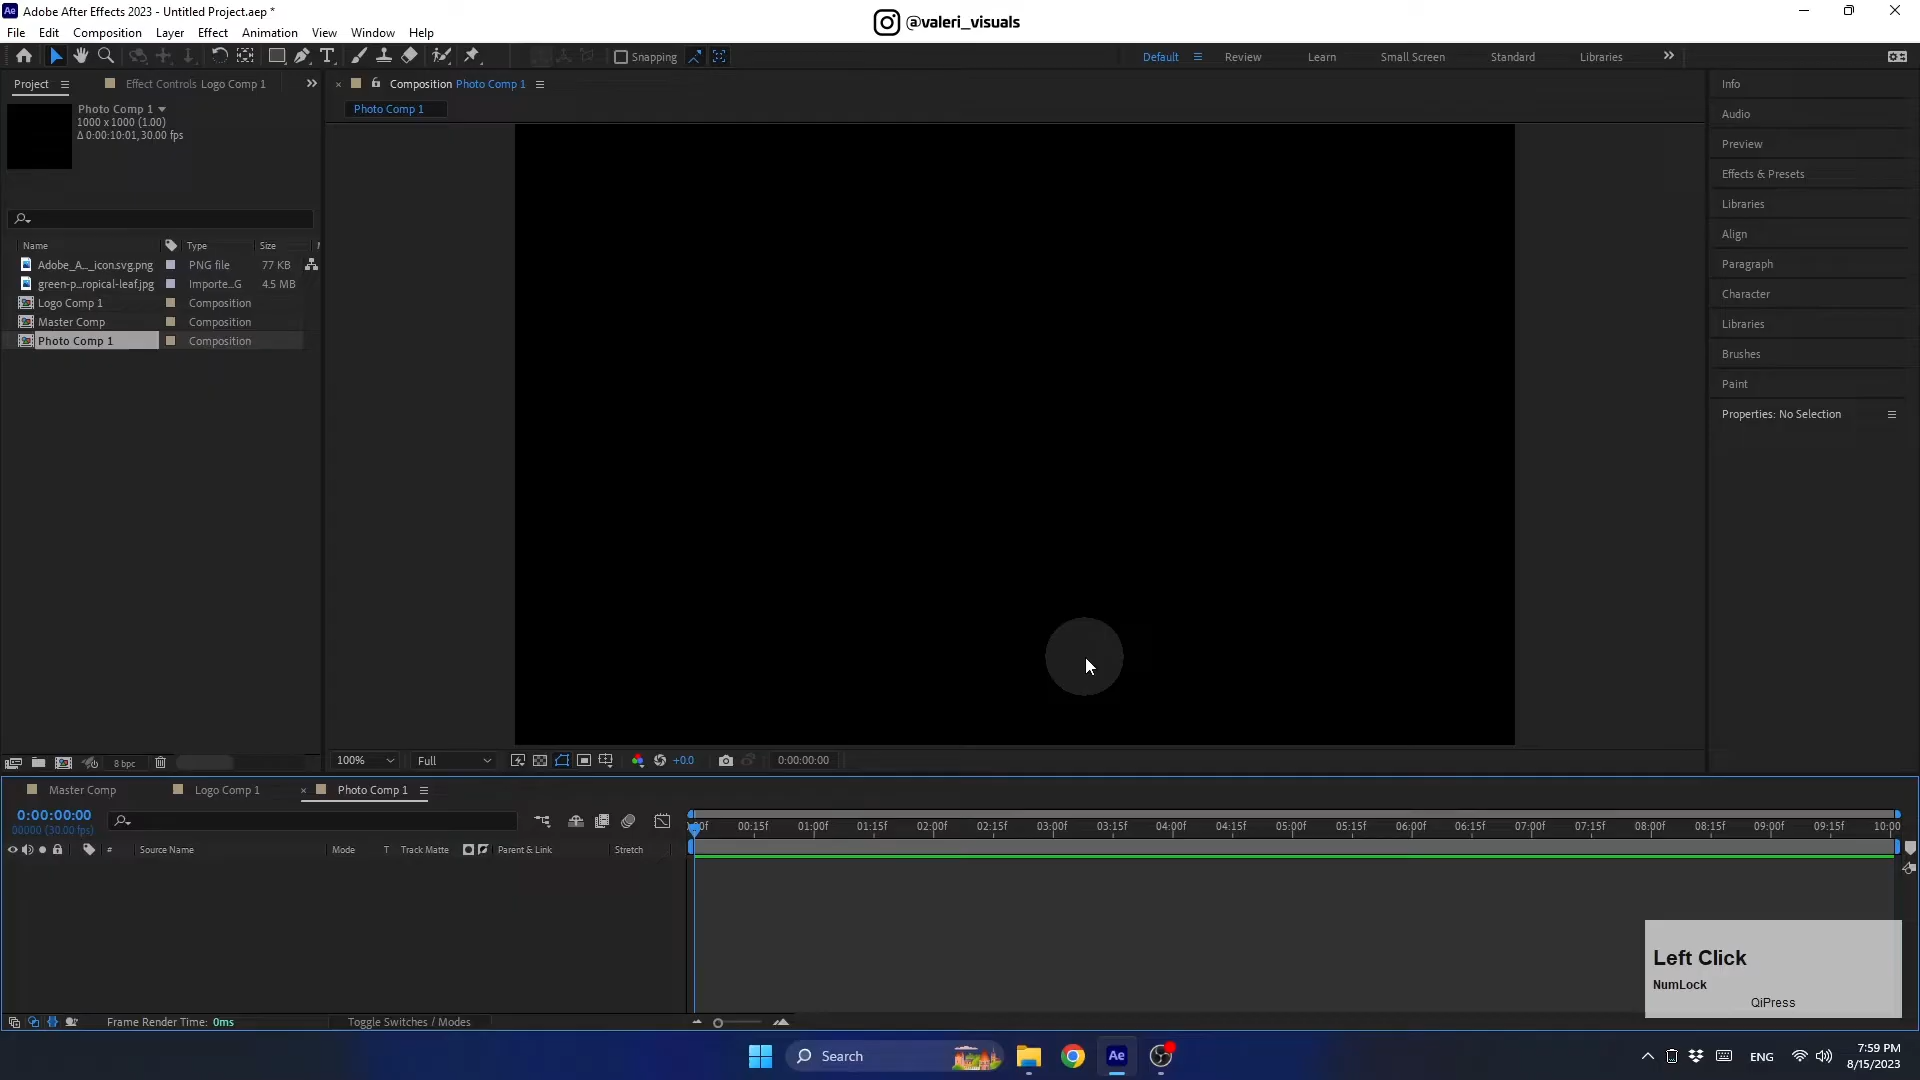 Adobe After Effects 2023 - Untitled Project.aep *
@valeri_visuals
File Edit Composition Layer Effect Animation View Window Help
Snapping Default Review Learn Small Screen Standard Libraries
Project Effect Controls Logo Comp 1
Composition Photo Comp 1
Photo Comp 1
Photo Comp 1
1000 x 1000 (1.00)
Δ 0:00:10:01, 30.00 fps
Name Type Size
Adobe_A..._icon.svg.png PNG file 77 KB
green-p...ropical-leaf.jpg Importe...G 4.5 MB
Logo Comp 1 Composition
Master Comp Composition
Photo Comp 1 Composition
Info
Audio
Preview
Effects & Presets
Libraries
Align
Paragraph
Character
Libraries
Brushes
Paint
Properties: No Selection
8 bpc
100% Full +0.0 0:00:00:00
Master Comp Logo Comp 1 Photo Comp 1
0:00:00:00
00000 (30.00 fps)
00:15f 01:00f 01:15f 02:00f 02:15f 03:00f 03:15f 04:00f 04:15f 05:00f 05:15f 06:00f 06:15f 07:00f 07:15f 08:00f 08:15f 09:00f 09:15f 10:00
# Source Name Mode T Track Matte Parent & Link Stretch
Left Click
NumLock
QiPress
Frame Render Time: 0ms Toggle Switches / Modes
Search
Ae
ENG
7:59 PM
8/15/2023